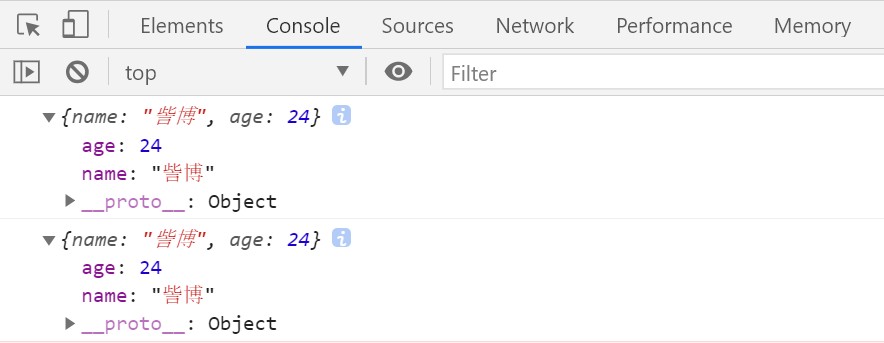 Elements Console Sources Network Performance Memory
top Filter
{name: "訾博", age: 24} i
age: 24
name: "訾博"
__proto__: Object
{name: "訾博", age: 24} i
age: 24
name: "訾博"
__proto__: Object